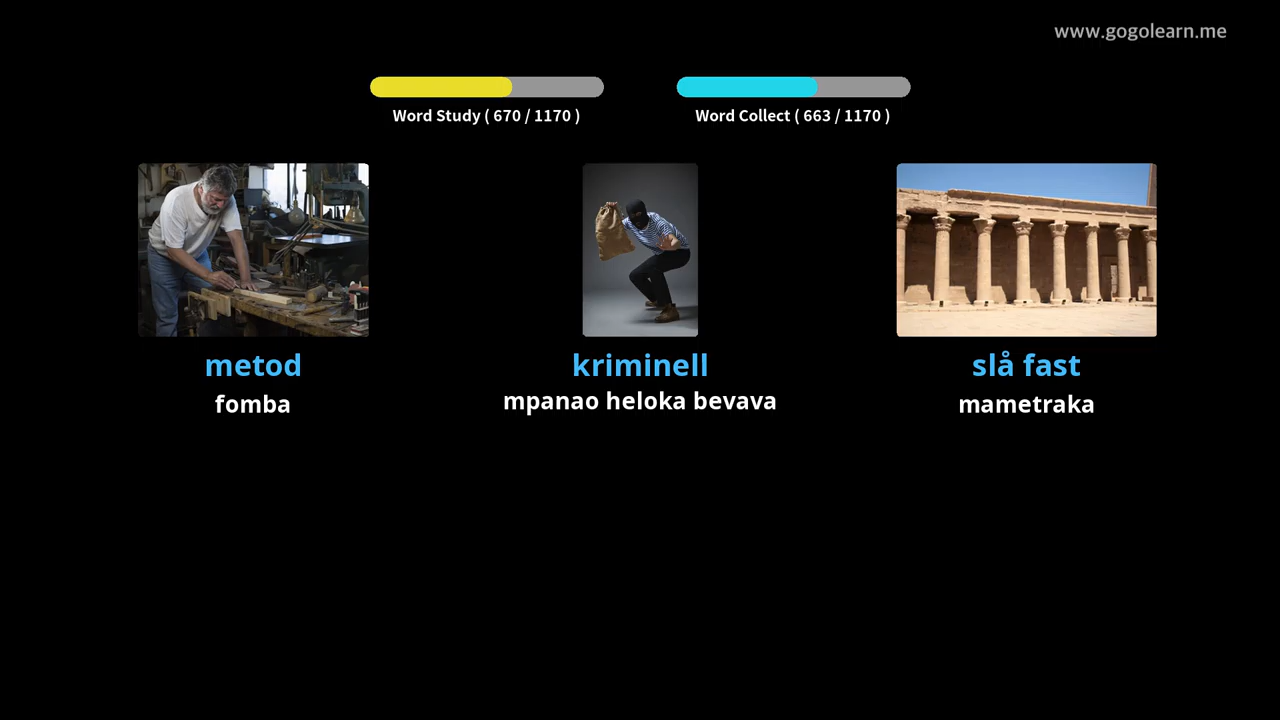 www.gogolearn.me
Word Study ( 670 / 1170 )
Word Collect ( 663 / 1170 )
metod
kriminell
slå fast
fomba
mpanao heloka bevava
mametraka